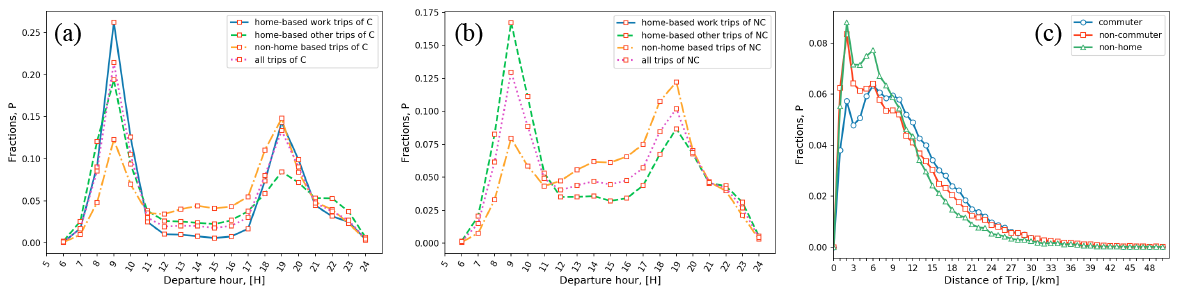 (a)
home-based work trips of C
home-based other trips of C
non-home based trips of C
all trips of C
Fractions, P
0.25
0.20
0.15
0.10
0.05
0.00
5 6 7 8 9 10 11 12 13 14 15 16 17 18 19 20 21 22 23 24
Departure hour, [H]
(b)
home-based work trips of NC
home-based other trips of NC
non-home based trips of NC
all trips of NC
Fractions, P
0.175
0.150
0.125
0.100
0.075
0.050
0.025
0.000
5 6 7 8 9 10 11 12 13 14 15 16 17 18 19 20 21 22 23 24
Departure hour, [H]
(c)
commuter
non-commuter
non-home
Fractions, P
0.08
0.06
0.04
0.02
0.00
0 3 6 9 12 15 18 21 24 27 30 33 36 39 42 45 48
Distance of Trip, [/km]